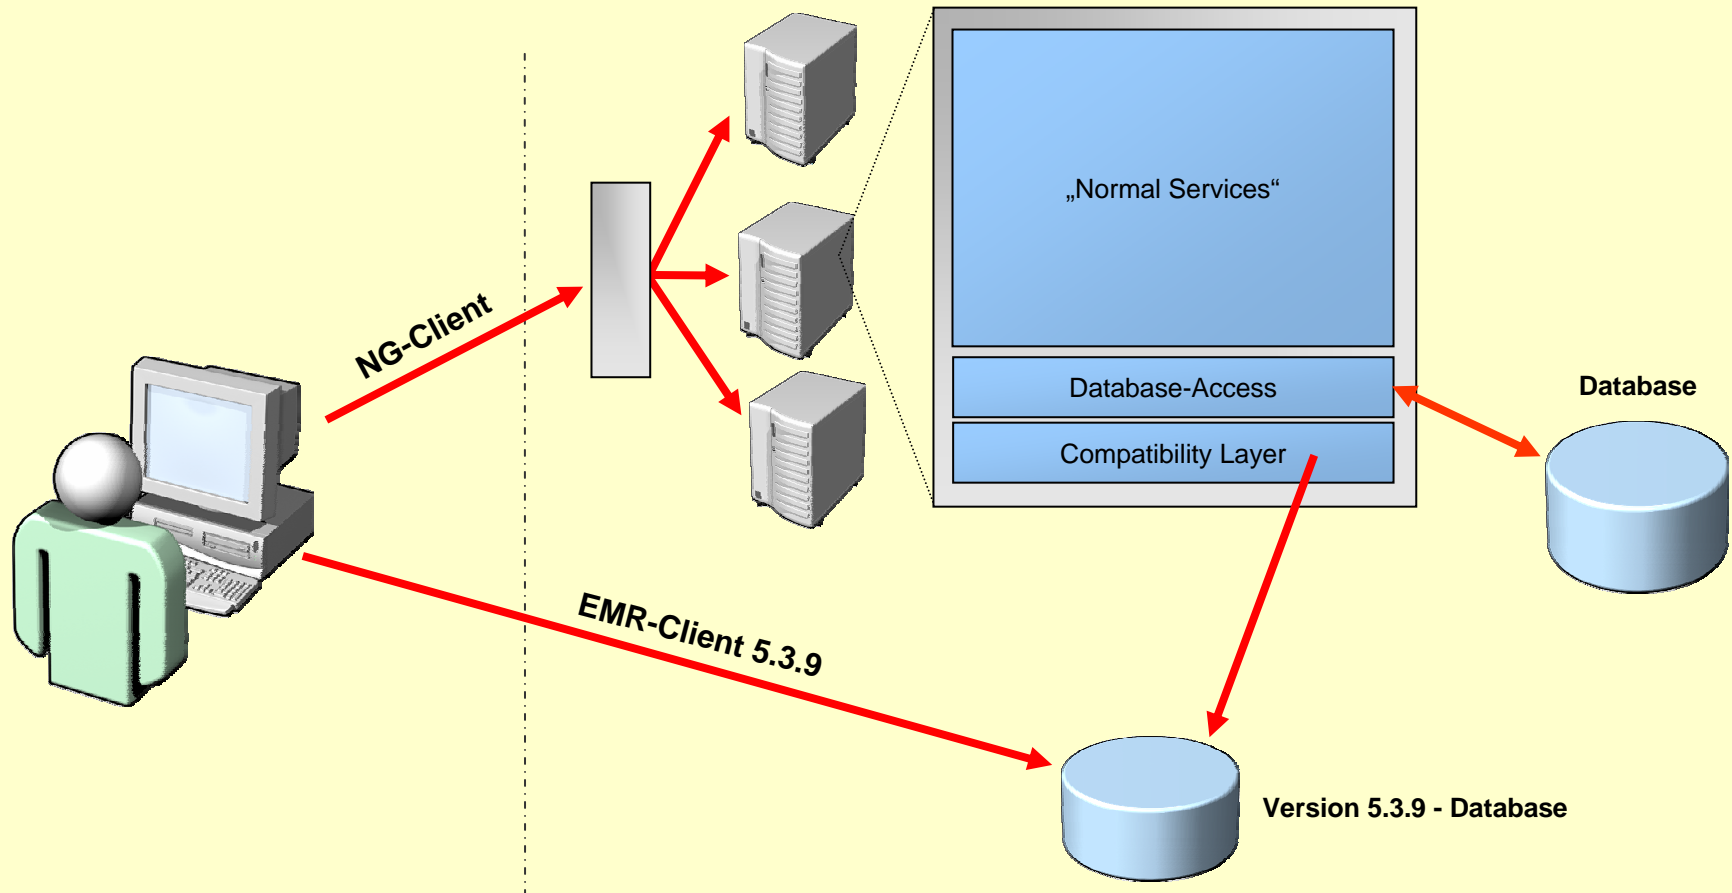 „Normal Services“
NG-Client
Database-Access
Database
Compatibility Layer
EMR-Client 5.3.9
Version 5.3.9 - Database